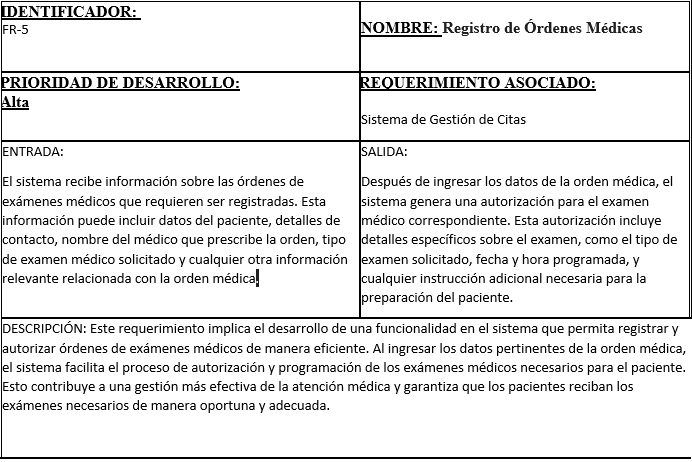 IDENTIFICADOR:
FR-5
NOMBRE: Registro de Órdenes Médicas
PRIORIDAD DE DESARROLLO:
Alta
REQUERIMIENTO ASOCIADO:
Sistema de Gestión de Citas
ENTRADA:
El sistema recibe información sobre las órdenes de
exámenes médicos que requieren ser registradas. Esta
información puede incluir datos del paciente, detalles de
contacto, nombre del médico que prescribe la orden, tipo
de examen médico solicitado y cualquier otra información
relevante relacionada con la orden médica.
SALIDA:
Después de ingresar los datos de la orden médica, el
sistema genera una autorización para el examen
médico correspondiente. Esta autorización incluye
detalles específicos sobre el examen, como el tipo de
examen solicitado, fecha y hora programada, y
cualquier instrucción adicional necesaria para la
preparación del paciente.
DESCRIPCIÓN: Este requerimiento implica el desarrollo de una funcionalidad en el sistema que permita registrar y
autorizar órdenes de exámenes médicos de manera eficiente. Al ingresar los datos pertinentes de la orden médica,
el sistema facilita el proceso de autorización y programación de los exámenes médicos necesarios para el paciente.
Esto contribuye a una gestión más efectiva de la atención médica y garantiza que los pacientes reciban los
exámenes necesarios de manera oportuna y adecuada.